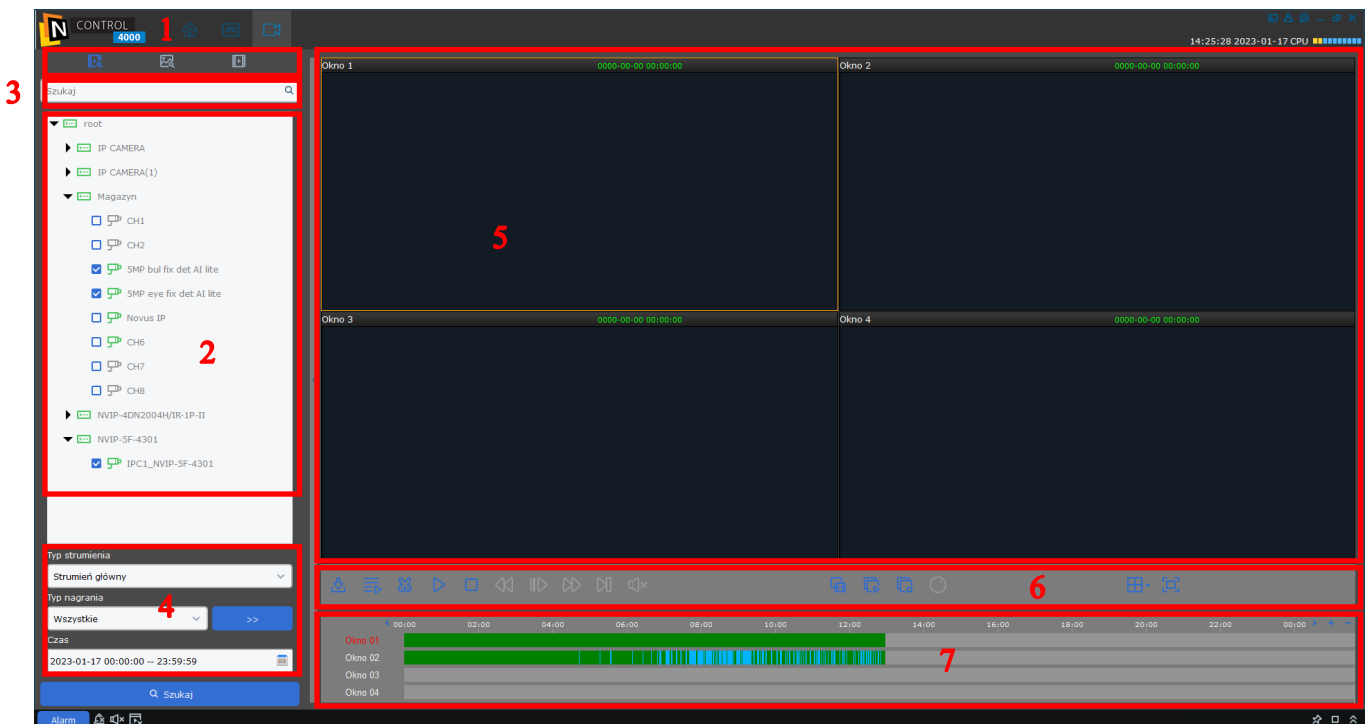 N CONTROL
4000
1
14:25:28 2023-01-17 CPU
3
Szukaj
root
IP CAMERA
IP CAMERA(1)
Magazyn
CH1
CH2
5MP bul fix det AI lite
5MP eye fix det AI lite
Novus IP
CH6
CH7
CH8
NVIP-4DN2004H/IR-1P-II
NVIP-5F-4301
IPC1_NVIP-5F-4301
2
Typ strumienia
Strumień główny
Typ nagrania
Wszystkie >>
4
Czas
2023-01-17 00:00:00 -- 23:59:59
Szukaj
Okno 1 0000-00-00 00:00:00
Okno 2 0000-00-00 00:00:00
5
Okno 3 0000-00-00 00:00:00
Okno 4 0000-00-00 00:00:00
6
00:00 02:00 04:00 06:00 08:00 10:00 12:00 14:00 16:00 18:00 20:00 22:00 00:00
Okno 01
Okno 02
Okno 03
Okno 04
7
Alarm